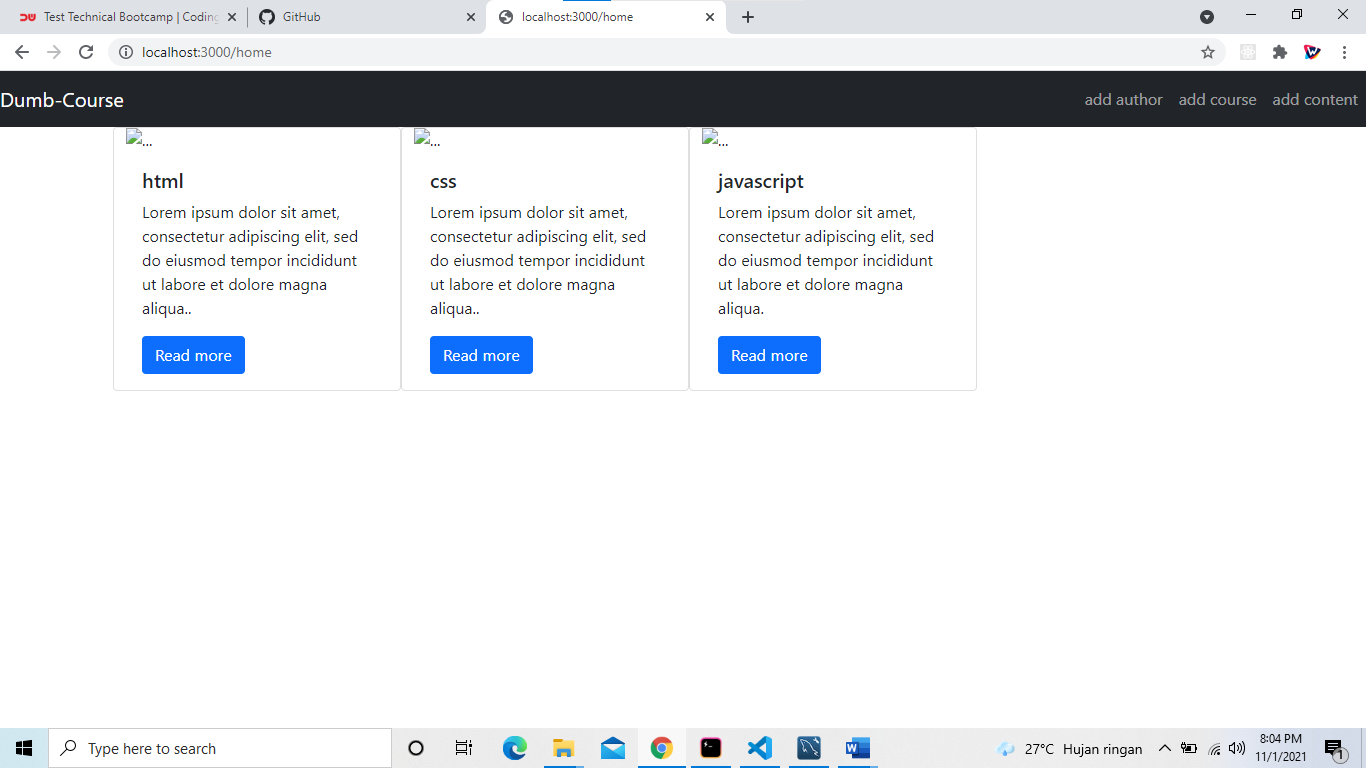 Test Technical Bootcamp | Coding
GitHub
localhost:3000/home
localhost:3000/home
Dumb-Course
add author
add course
add content
...
html
Lorem ipsum dolor sit amet,
consectetur adipiscing elit, sed
do eiusmod tempor incididunt
ut labore et dolore magna
aliqua..
Read more
...
css
Lorem ipsum dolor sit amet,
consectetur adipiscing elit, sed
do eiusmod tempor incididunt
ut labore et dolore magna
aliqua..
Read more
...
javascript
Lorem ipsum dolor sit amet,
consectetur adipiscing elit, sed
do eiusmod tempor incididunt
ut labore et dolore magna
aliqua.
Read more
Type here to search
27°C Hujan ringan
8:04 PM
11/1/2021
1